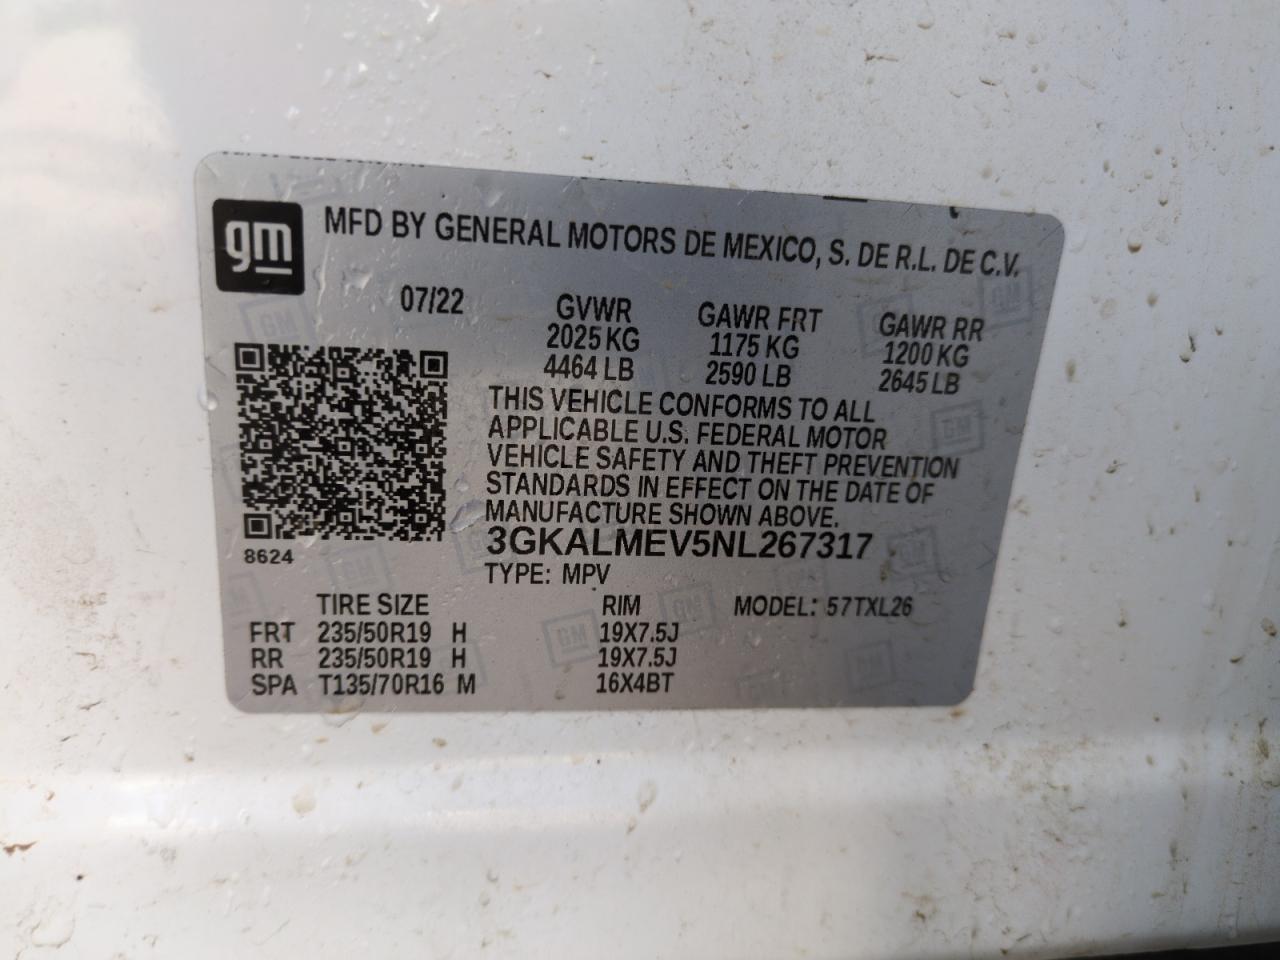 gm
MFD BY GENERAL MOTORS DE MEXICO, S. DE R.L. DE C.V.
07/22 GVWR GAWR FRT GAWR RR
2025 KG 1175 KG 1200 KG
4464 LB 2590 LB 2645 LB
THIS VEHICLE CONFORMS TO ALL
APPLICABLE U.S. FEDERAL MOTOR
VEHICLE SAFETY AND THEFT PREVENTION
STANDARDS IN EFFECT ON THE DATE OF
MANUFACTURE SHOWN ABOVE.
8624
3GKALMEV5NL267317
TYPE: MPV
TIRE SIZE RIM MODEL: 57TXL26
FRT 235/50R19 H 19X7.5J
RR 235/50R19 H 19X7.5J
SPA T135/70R16 M 16X4BT